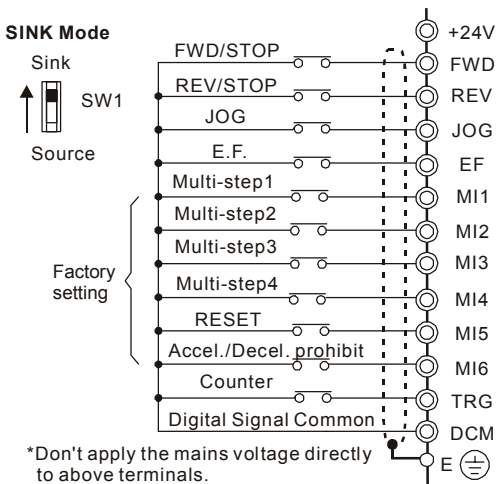 SINK Mode
Sink
SW1
Source
+24V
FWD/STOP
FWD
REV/STOP
REV
JOG
JOG
E.F.
EF
Multi-step1
MI1
Multi-step2
MI2
Multi-step3
MI3
Factory
setting
Multi-step4
MI4
RESET
MI5
Accel./Decel. prohibit
MI6
Counter
TRG
Digital Signal Common
DCM
*Don't apply the mains voltage directly
to above terminals.
E